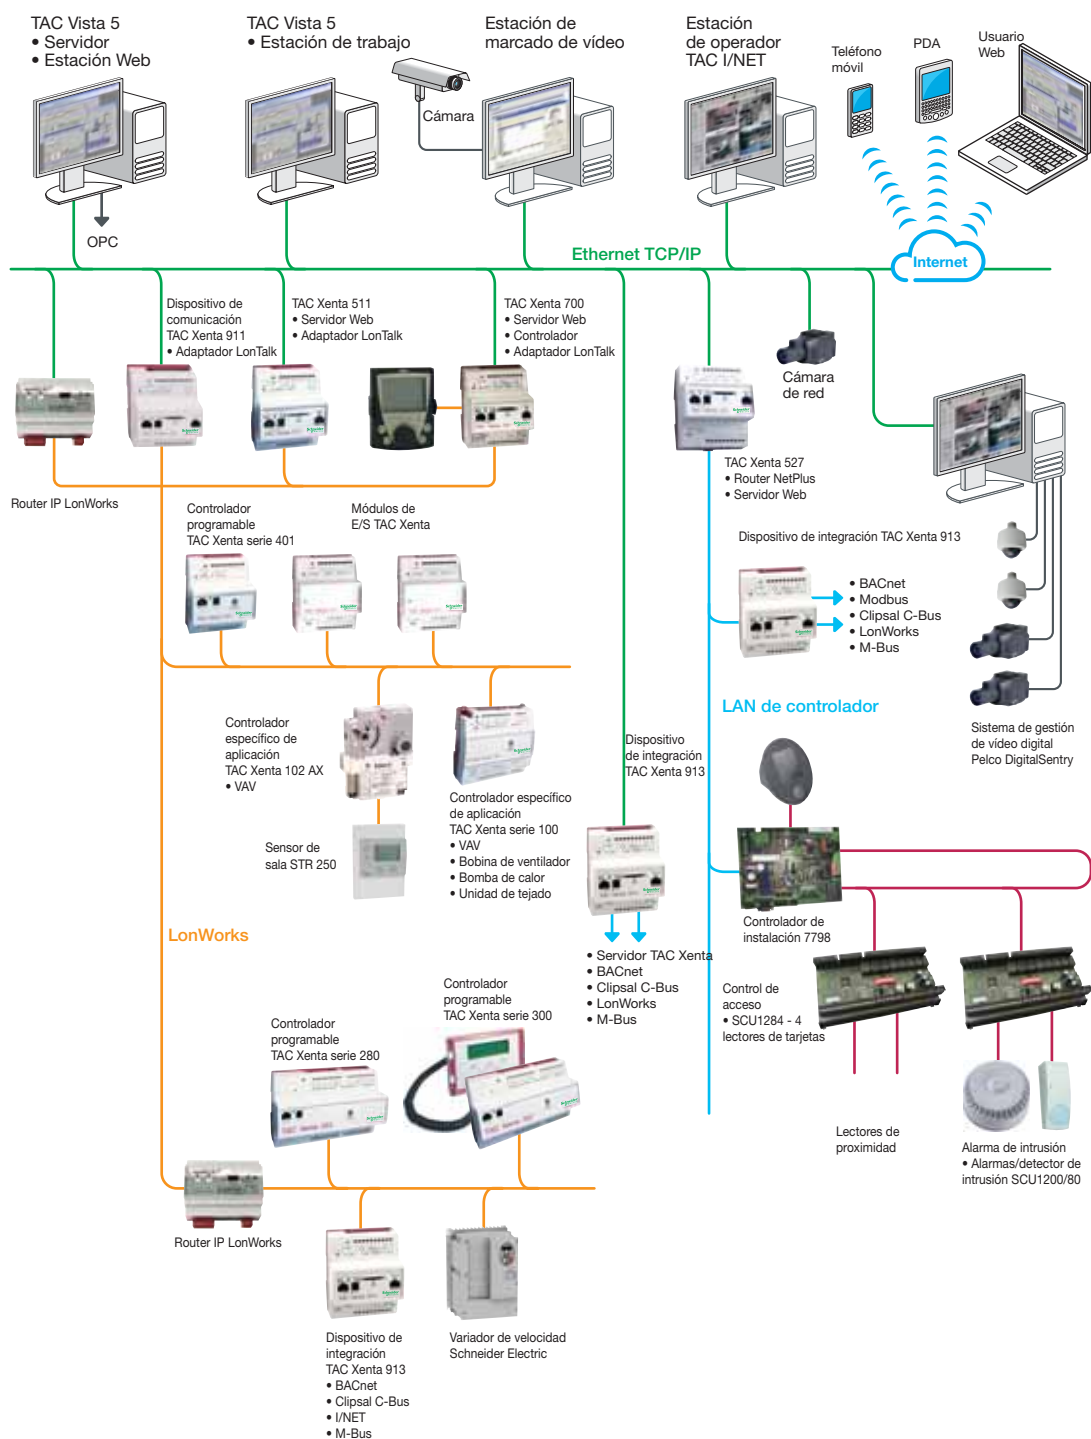 TAC Vista 5
• Servidor
• Estación Web
TAC Vista 5
• Estación de trabajo
Estación de
marcado de vídeo
Estación
de operador
TAC I/NET
Teléfono
móvil
PDA
Usuario
Web
Cámara
OPC
Ethernet TCP/IP
Internet
Dispositivo de
comunicación
TAC Xenta 911
• Adaptador LonTalk
TAC Xenta 511
• Servidor Web
• Adaptador LonTalk
TAC Xenta 700
• Servidor Web
• Controlador
• Adaptador LonTalk
Cámara
de red
Router IP LonWorks
TAC Xenta 527
• Router NetPlus
• Servidor Web
Controlador
programable
TAC Xenta serie 401
Módulos de
E/S TAC Xenta
Dispositivo de integración TAC Xenta 913
• BACnet
• Modbus
• Clipsal C-Bus
• LonWorks
• M-Bus
LAN de controlador
Sistema de gestión
de vídeo digital
Pelco DigitalSentry
Controlador
específico de
aplicación
TAC Xenta 102 AX
• VAV
Dispositivo
de integración
TAC Xenta 913
Controlador específico
de aplicación
TAC Xenta serie 100
• VAV
• Bobina de ventilador
• Bomba de calor
• Unidad de tejado
Sensor de
sala STR 250
LonWorks
Controlador de
instalación 7798
• Servidor TAC Xenta
• BACnet
• Clipsal C-Bus
• LonWorks
• M-Bus
Control de
acceso
• SCU1284 - 4
lectores de tarjetas
Controlador
programable
TAC Xenta serie 300
Controlador
programable
TAC Xenta serie 280
Lectores de
proximidad
Alarma de intrusión
• Alarmas/detector de
intrusión SCU1200/80
Router IP LonWorks
Dispositivo de
integración
TAC Xenta 913
• BACnet
• Clipsal C-Bus
• I/NET
• M-Bus
Variador de velocidad
Schneider Electric